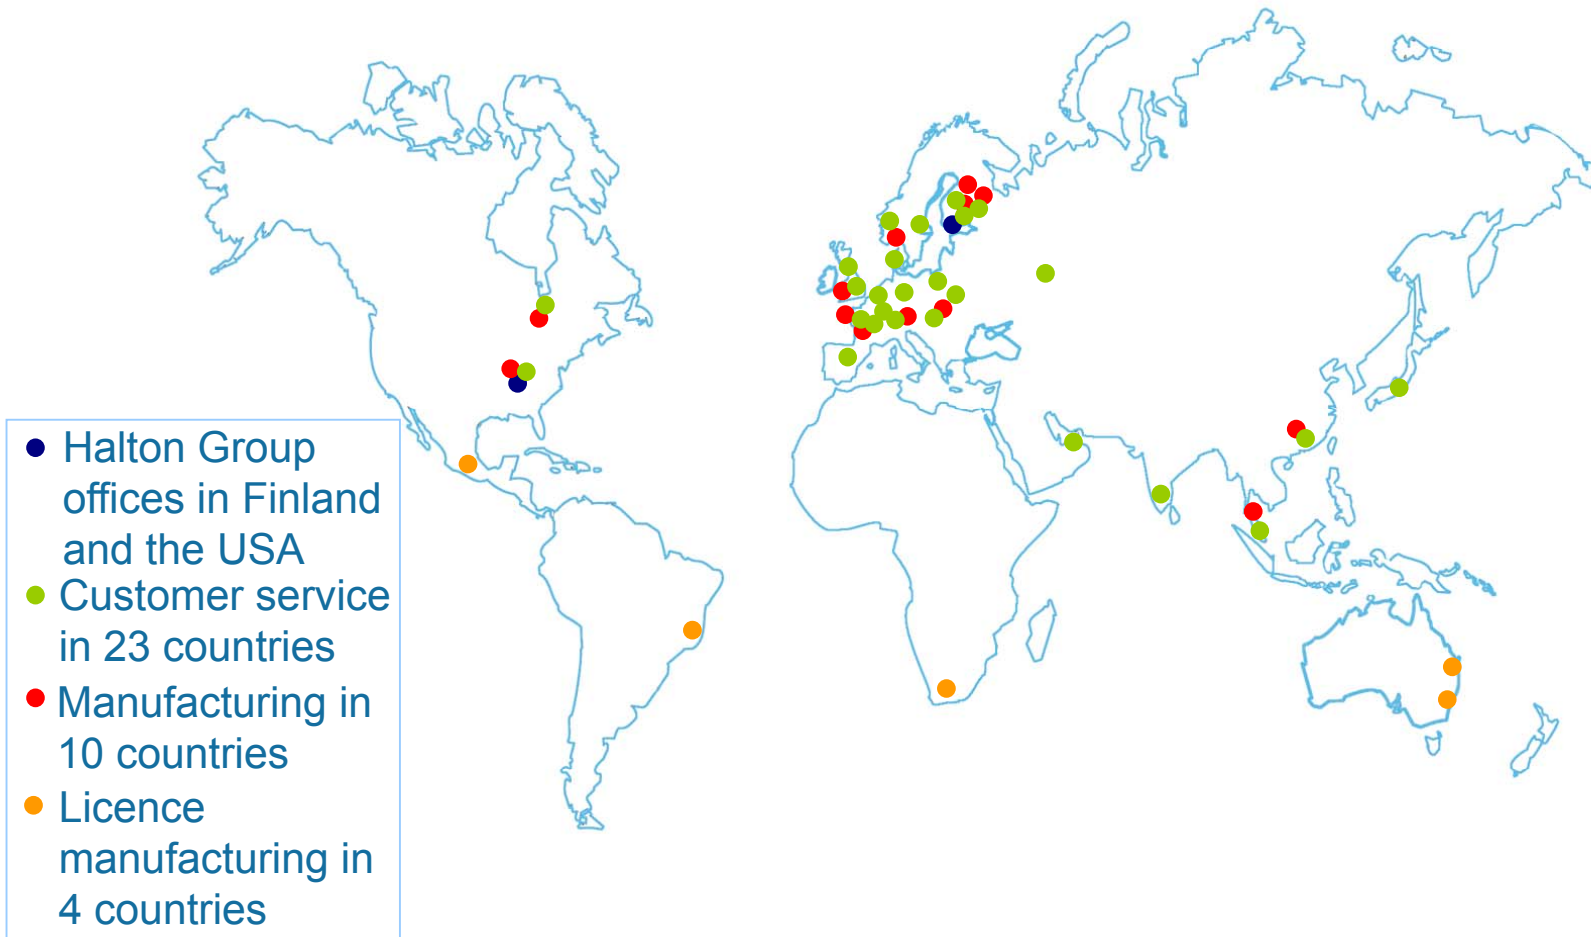 Halton Group
offices in Finland
and the USA
Customer service
in 23 countries
Manufacturing in
10 countries
Licence
manufacturing in
4 countries